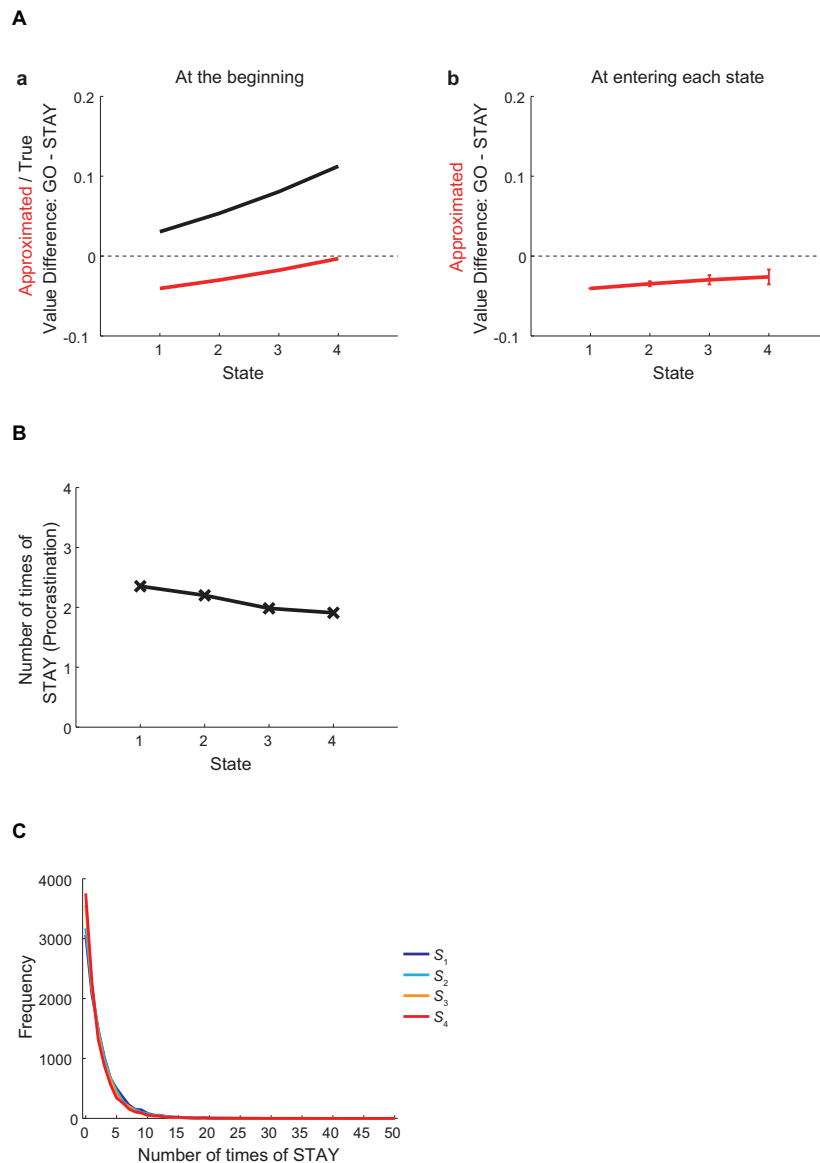 A
a
At the beginning
Approximated / True
Value Difference: GO - STAY
0.2
0.1
0
-0.1
1 2 3 4
State
b
At entering each state
Approximated
Value Difference: GO - STAY
0.2
0.1
0
-0.1
1 2 3 4
State
B
Number of times of
STAY (Procrastination)
4
3
2
1
0
1 2 3 4
State
C
Frequency
4000
3000
2000
1000
0
0 5 10 15 20 25 30 35 40 45 50
Number of times of STAY
S1
S2
S3
S4